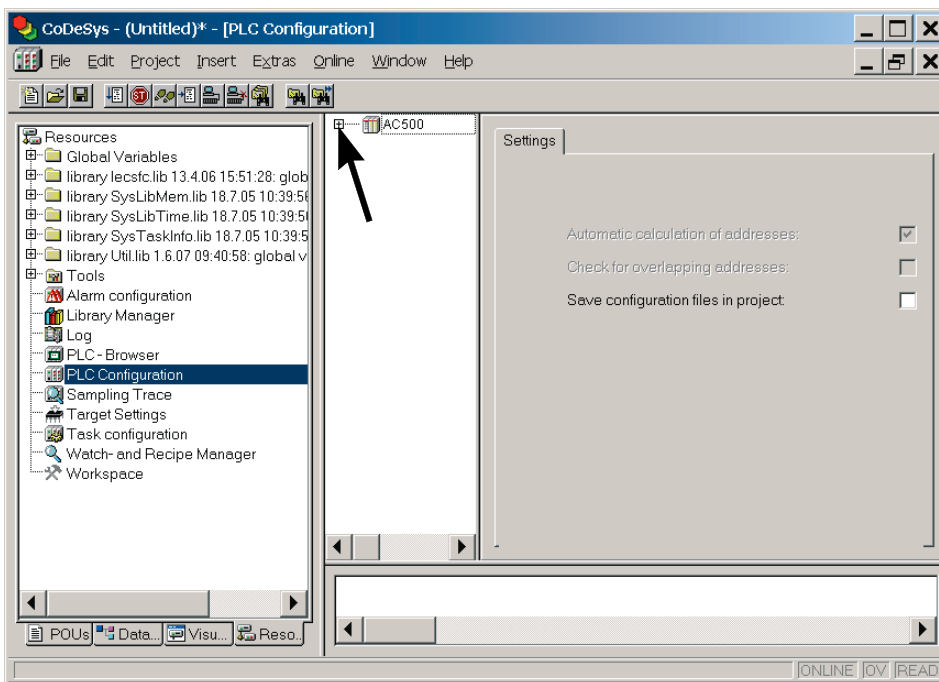 CoDeSys - (Untitled)* - [PLC Configuration]
File Edit Project Insert Extras Online Window Help
Resources
Global Variables
library Iecsfc.lib 13.4.06 15:51:28: glob
library SysLibMem.lib 18.7.05 10:39:56
library SysLibTime.lib 18.7.05 10:39:5
library SysTaskInfo.lib 18.7.05 10:39:5
library Util.lib 1.6.07 09:40:58: global v
Tools
Alarm configuration
Library Manager
Log
PLC - Browser
PLC Configuration
Sampling Trace
Target Settings
Task configuration
Watch- and Recipe Manager
Workspace
POUs Data... Visu... Reso..
AC500
Settings
Automatic calculation of addresses:
Check for overlapping addresses:
Save configuration files in project:
ONLINE OV READ